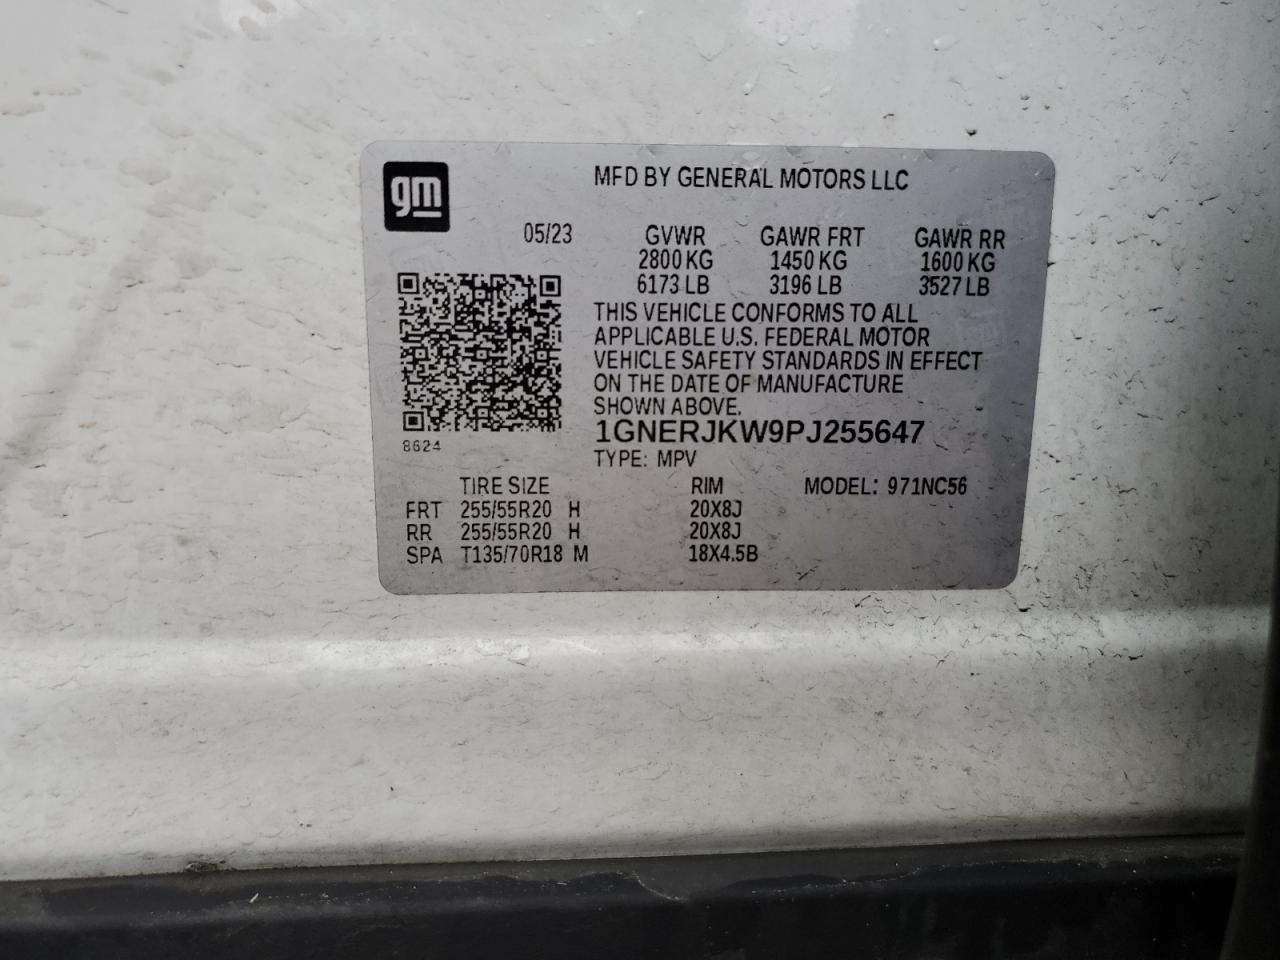 gm
MFD BY GENERAL MOTORS LLC
05/23 GVWR GAWR FRT GAWR RR
2800 KG 1450 KG 1600 KG
6173 LB 3196 LB 3527 LB
THIS VEHICLE CONFORMS TO ALL
APPLICABLE U.S. FEDERAL MOTOR
VEHICLE SAFETY STANDARDS IN EFFECT
ON THE DATE OF MANUFACTURE
SHOWN ABOVE.
1GNERJKW9PJ255647
8624
TYPE: MPV
TIRE SIZE RIM MODEL: 971NC56
FRT 255/55R20 H 20X8J
RR 255/55R20 H 20X8J
SPA T135/70R18 M 18X4.5B